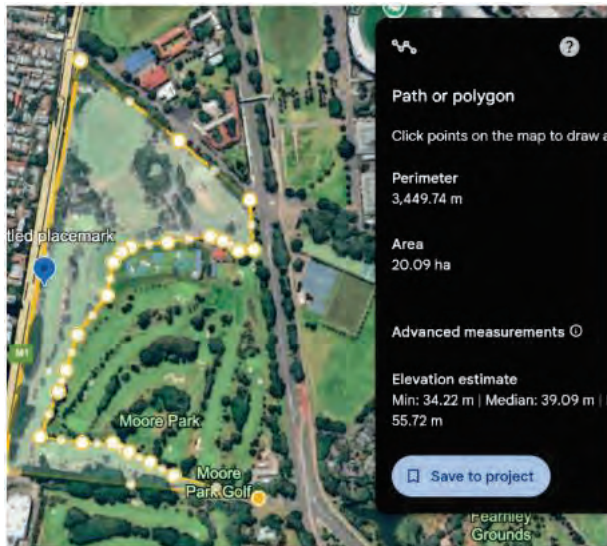 Path or polygon
Click points on the map to draw a
Perimeter
3,449.74 m
Area
20.09 ha
tled placemark
M1
Advanced measurements
Elevation estimate
Min: 34.22 m | Median: 39.09 m |
55.72 m
Moore Park
Moore
Park Golf
Save to project
Fearnley
Grounds